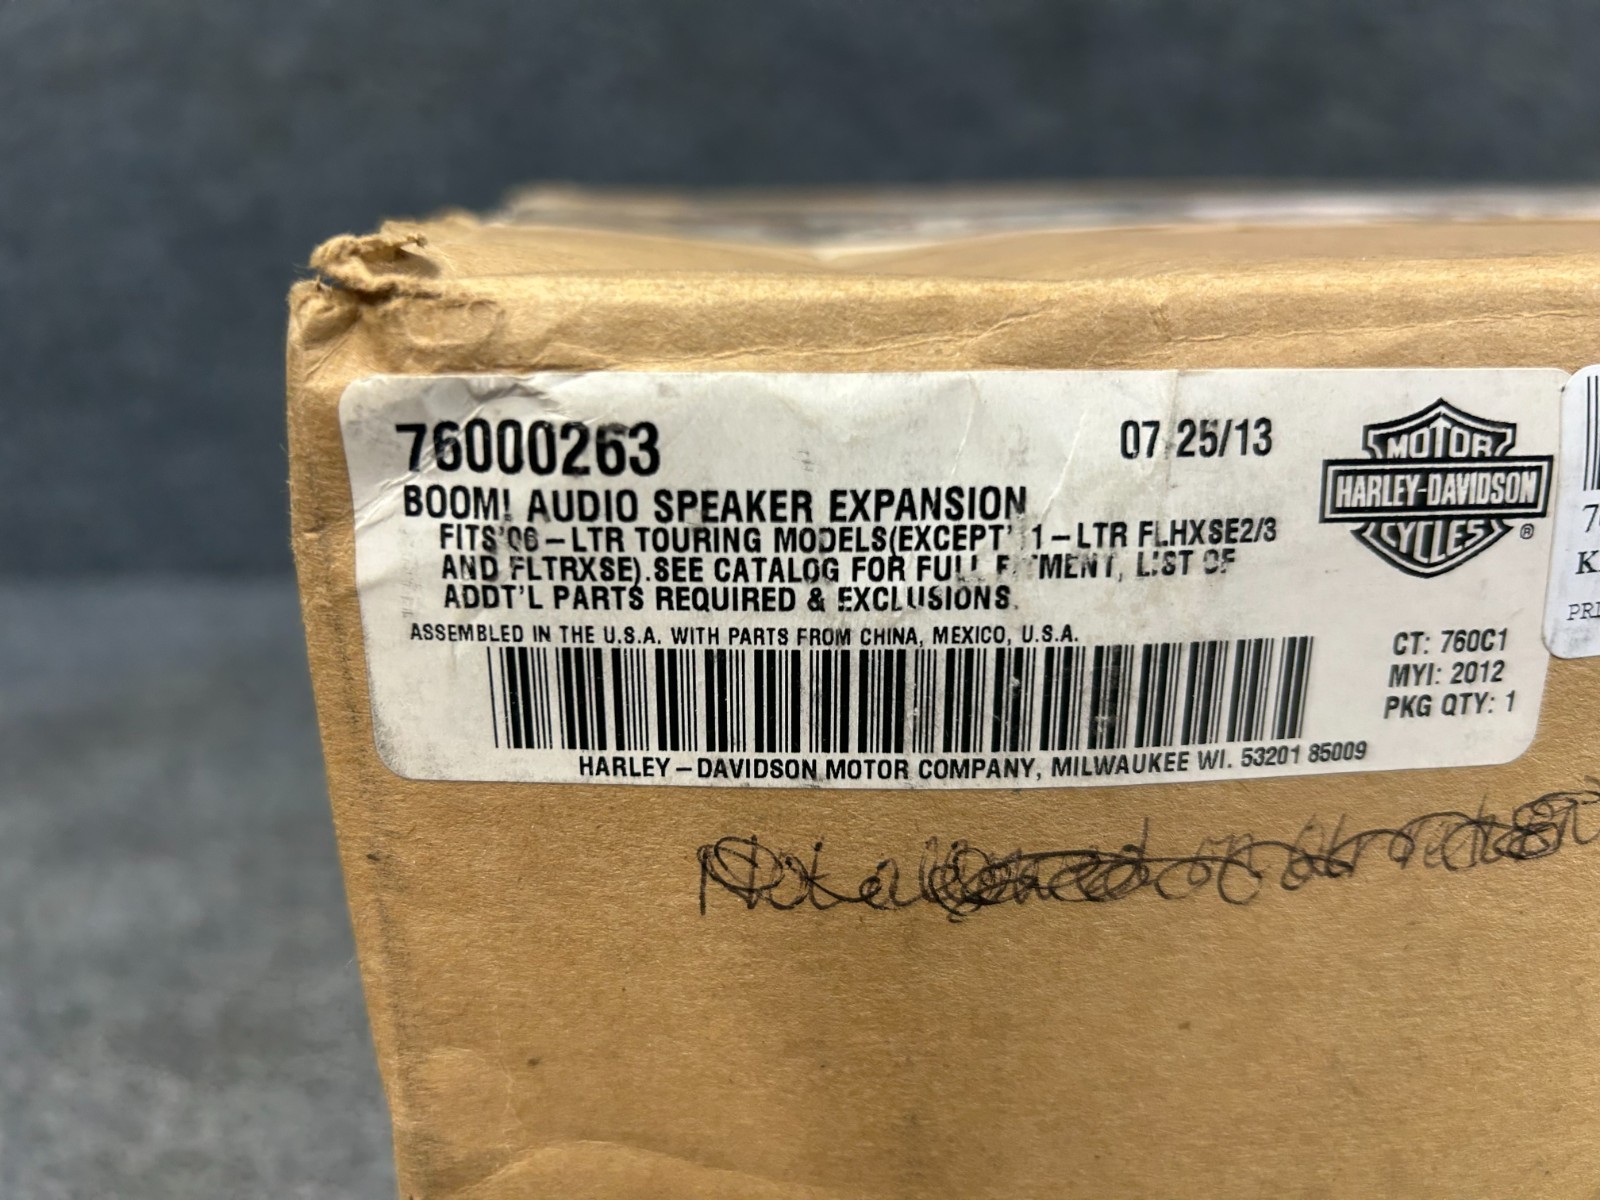 76000263
07/25/13
BOOM! AUDIO SPEAKER EXPANSION
FITS'06-LTR TOURING MODELS(EXCEPT' 1-LTR FLHXSE2/3
AND FLTRXSE).SEE CATALOG FOR FULL FITMENT, LIST OF
ADDT'L PARTS REQUIRED & EXCLUSIONS.
ASSEMBLED IN THE U.S.A. WITH PARTS FROM CHINA, MEXICO, U.S.A.
HARLEY-DAVIDSON MOTOR COMPANY, MILWAUKEE WI. 53201 85009
MOTOR
HARLEY-DAVIDSON
CYCLES
®
CT: 760C1
MYI: 2012
PKG QTY: 1